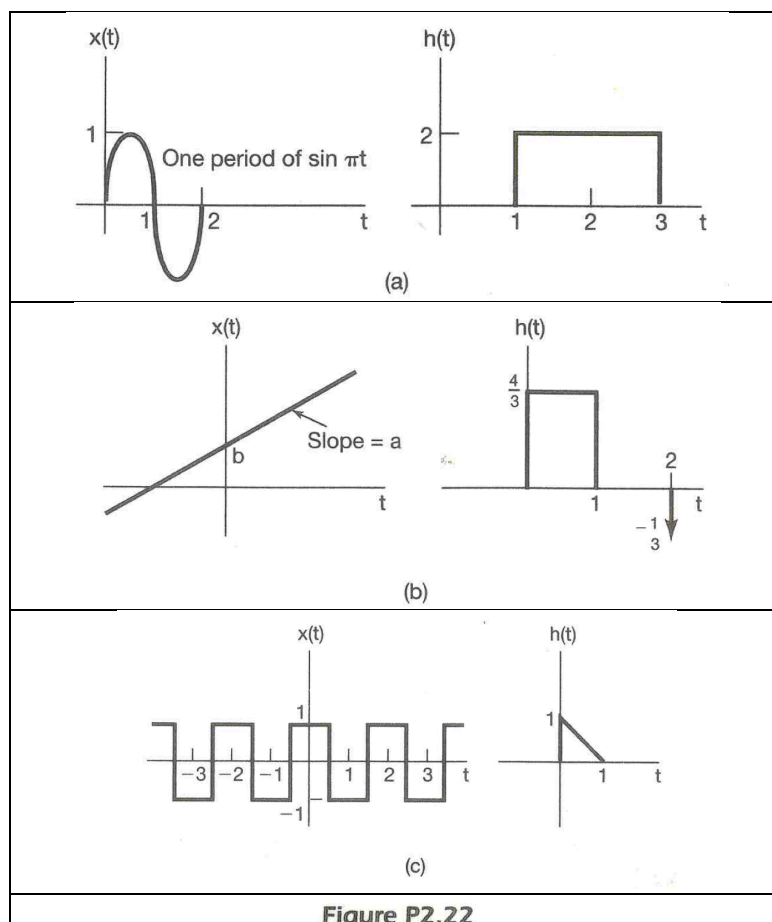 x(t) h(t)
1 2
One period of sin πt
1 2 t 1 2 3 t
(a)
x(t) h(t)
4
3
Slope = a
b
2
t 1 t
− 1
3
(b)
x(t) h(t)
1 1
−3 −2 −1 1 2 3 t 1 t
−1
(c)
Figure P2.22